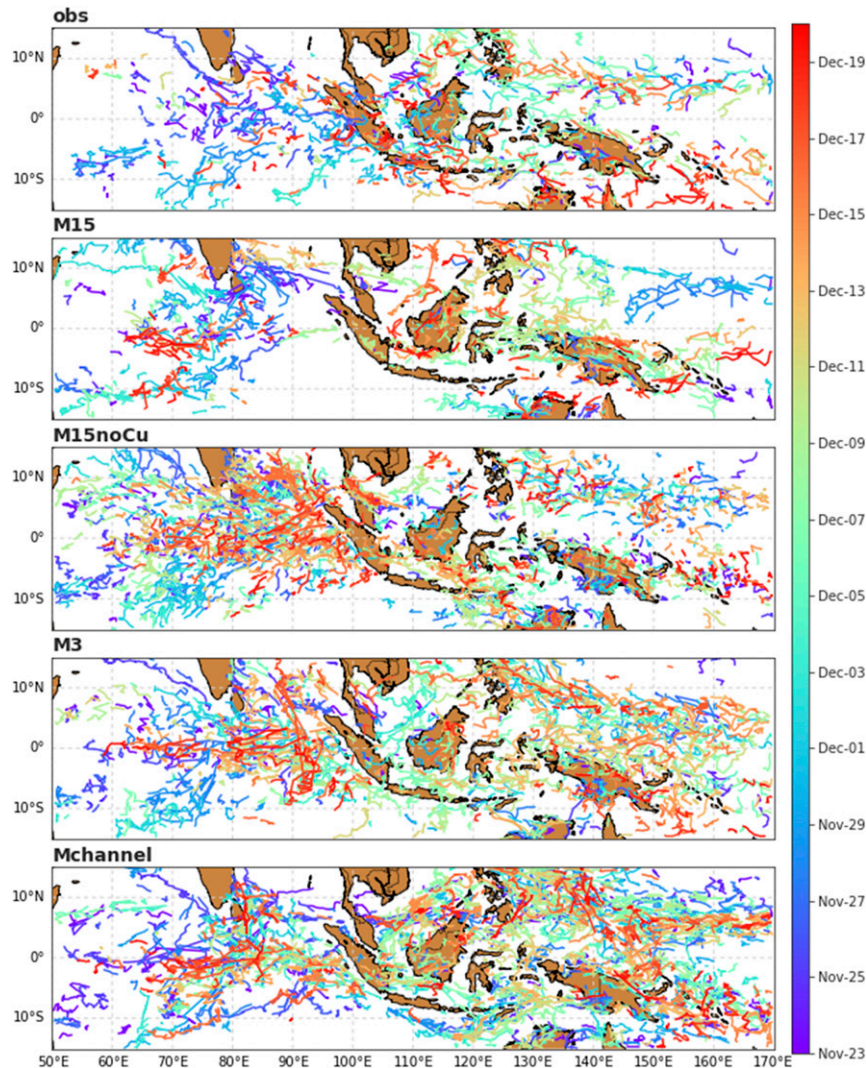 obs
10°N
0°
10°S
M15
10°N
0°
10°S
M15noCu
10°N
0°
10°S
M3
10°N
0°
10°S
Mchannel
10°N
0°
10°S
50°E 60°E 70°E 80°E 90°E 100°E 110°E 120°E 130°E 140°E 150°E 160°E 170°E
Dec-19
Dec-17
Dec-15
Dec-13
Dec-11
Dec-09
Dec-07
Dec-05
Dec-03
Dec-01
Nov-29
Nov-27
Nov-25
Nov-23